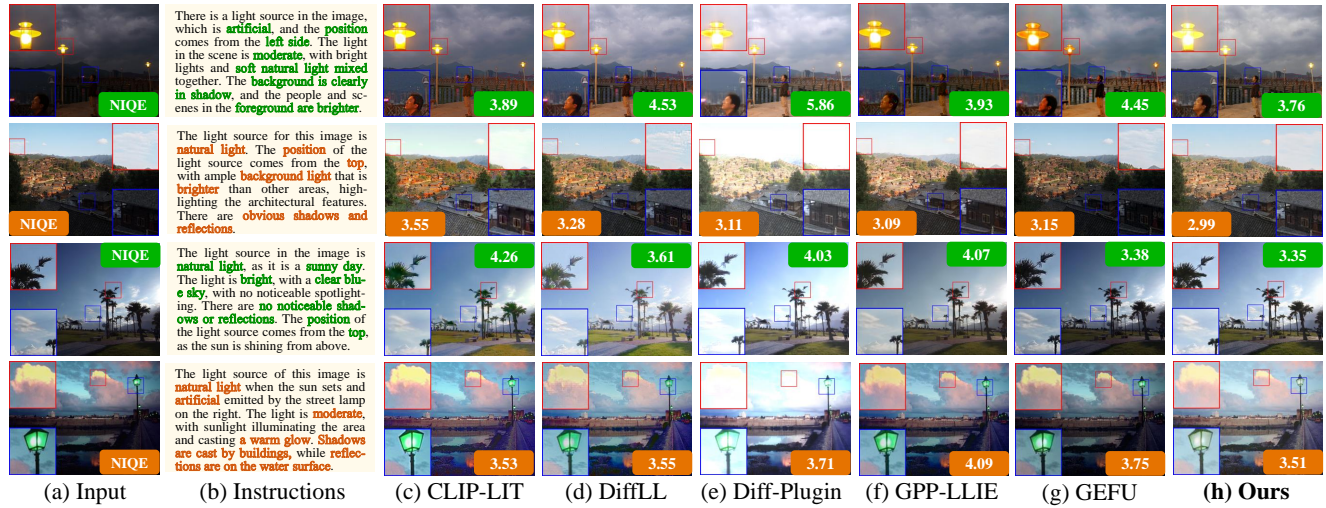 There is a light source in the image,
which is artificial, and the position
comes from the left side. The light
in the scene is moderate, with bright
lights and soft natural light mixed
together. The background is clearly
in shadow, and the people and sc-
enes in the foreground are brighter.
NIQE
3.89
4.53
5.86
3.93
4.45
3.76
The light source for this image is
natural light. The position of the
light source comes from the top,
with ample background light that is
brighter than other areas, high-
lighting the architectural features.
There are obvious shadows and
reflections.
NIQE
3.55
3.28
3.11
3.09
3.15
2.99
NIQE
4.26
3.61
4.03
4.07
3.38
3.35
The light source in the image is
natural light, as it is a sunny day.
The light is bright, with a clear blu-
e sky, with no noticeable spotlight-
ing. There are no noticeable shad-
ows or reflections. The position of
the light source comes from the top,
as the sun is shining from above.
The light source of this image is
natural light when the sun sets and
artificial emitted by the street lamp
on the right. The light is moderate,
with sunlight illuminating the area
and casting a warm glow. Shadows
are cast by buildings, while reflec-
tions are on the water surface.
NIQE
3.53
3.55
3.71
4.09
3.75
3.51
(a) Input
(b) Instructions
(c) CLIP-LIT
(d) DiffLL
(e) Diff-Plugin
(f) GPP-LLIE
(g) GEFU
(h) Ours